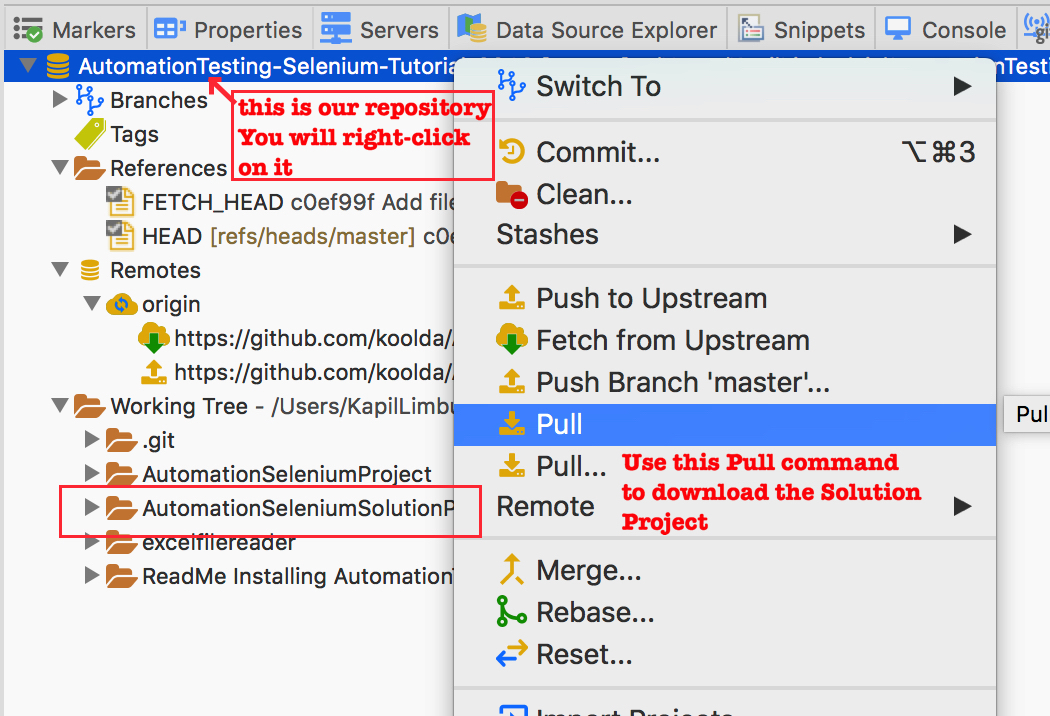 Markers Properties Servers Data Source Explorer Snippets Console
AutomationTesting-Selenium-Tutoria
this is our repository
You will right-click
on it
Branches
Tags
References
FETCH_HEAD c0ef99f Add file
HEAD [refs/heads/master] c0e
Remotes
origin
https://github.com/koolda/
https://github.com/koolda/
Working Tree - /Users/KapilLimbu
.git
AutomationSeleniumProject
AutomationSeleniumSolutionP
excelfilereader
ReadMe Installing Automation
Switch To
Commit... ⌥⌘3
Clean...
Stashes
Push to Upstream
Fetch from Upstream
Push Branch 'master'...
Pull
Pull...
Remote
Use this Pull command
to download the Solution
Project
Merge...
Rebase...
Reset...
Import Projects
Pul